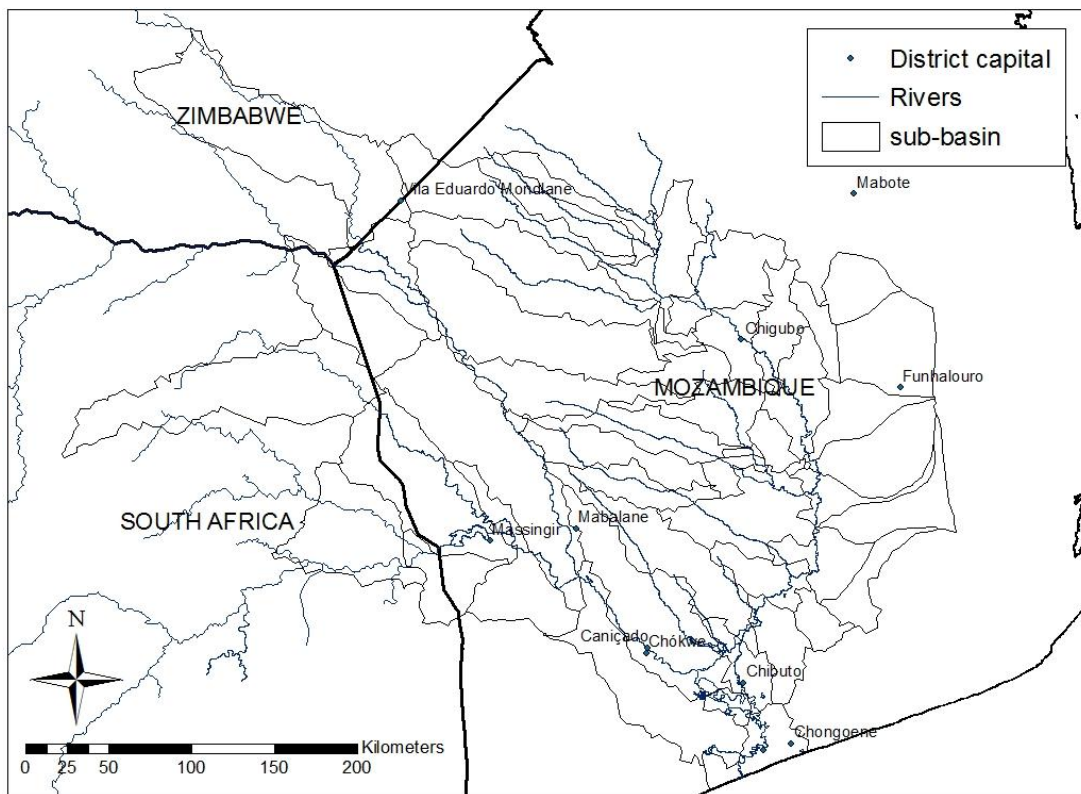 District capital
Rivers
sub-basin
ZIMBABWE
Vila Eduardo Mondlane
Mabote
Chigubo
MOZAMBIQUE
Funhalouro
SOUTH AFRICA
Massingir
Mabalane
Caniçado
Chókwe
Chibuto
Chongoene
N
Kilometers
0 25 50 100 150 200